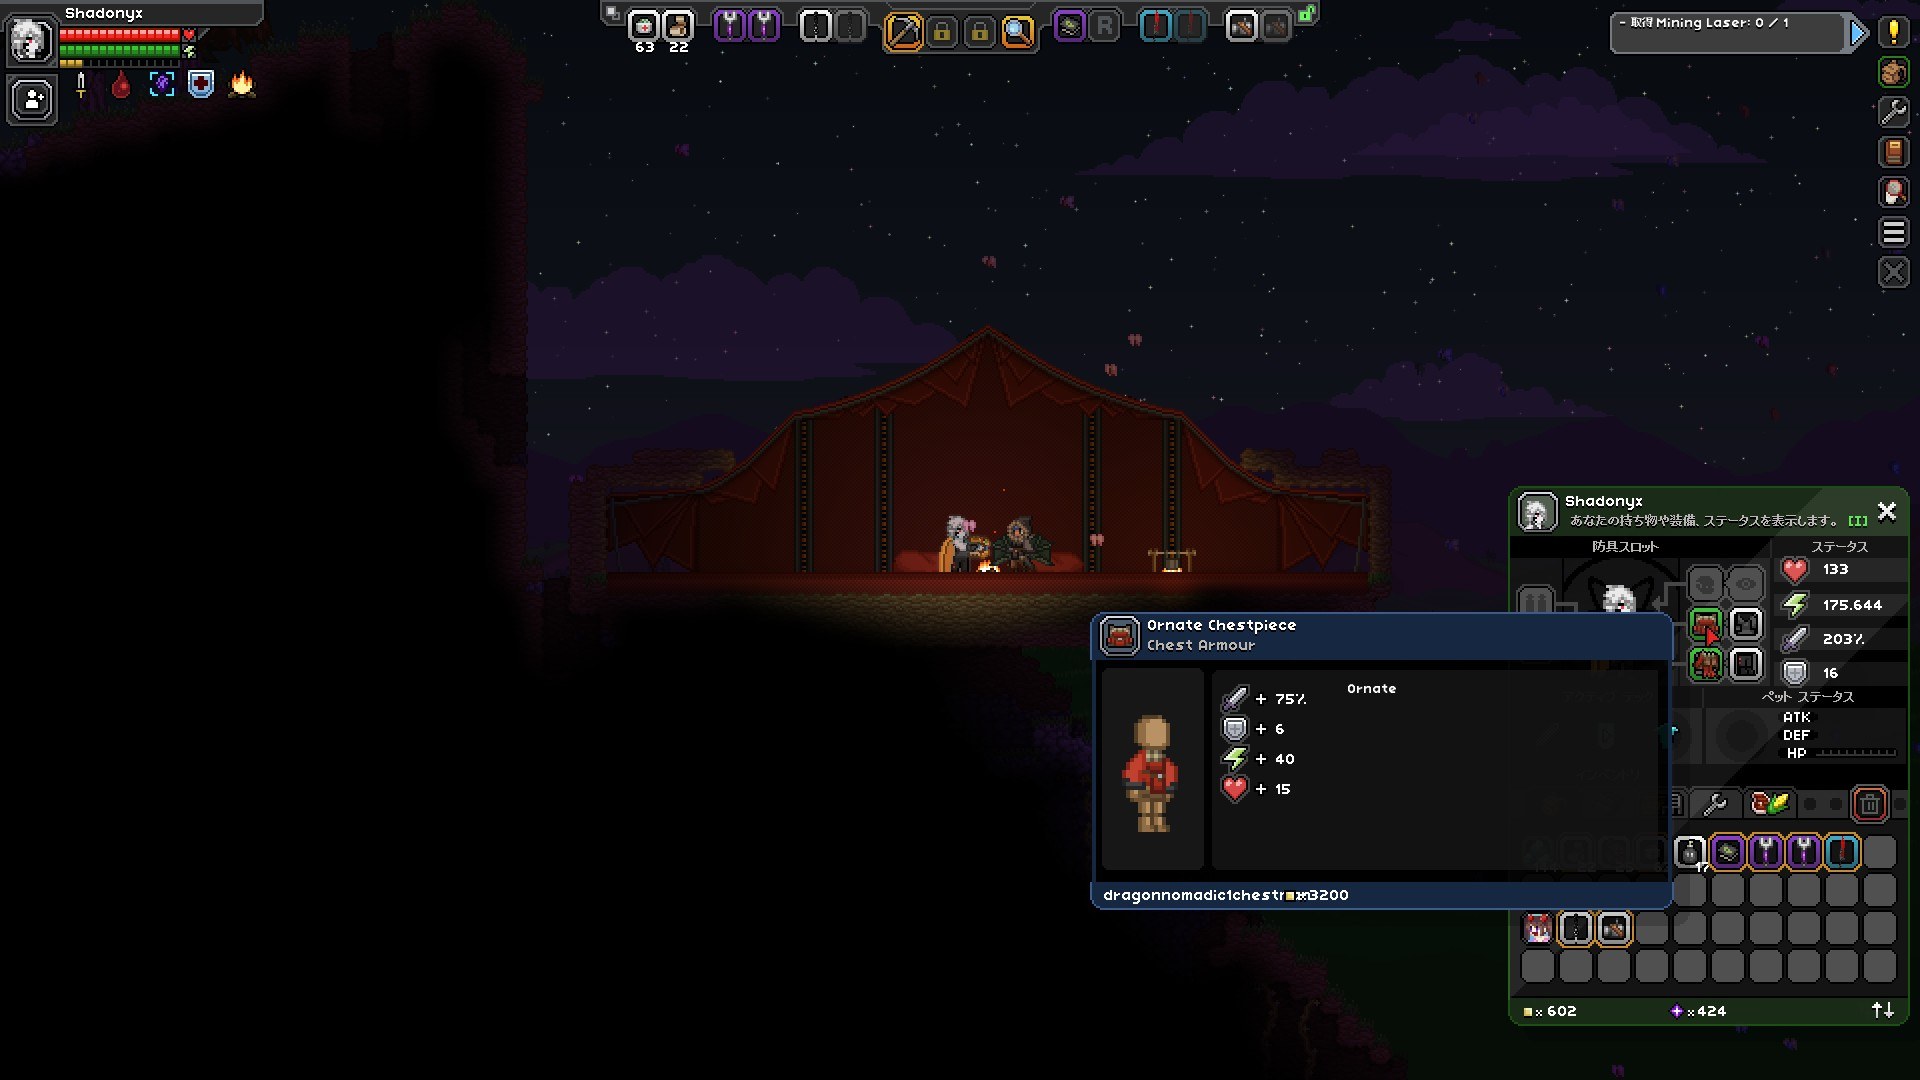 Shadonyx
63 22
R
- 取得 Mining Laser: 0 / 1
Shadonyx
あなたの持ち物や装備、ステータスを表示します。 [I]
防具スロット
ステータス
133
175.644
203%
16
ペット ステータス
ATK
DEF
HP
Ornate Chestpiece
Chest Armour
Ornate
+ 75%
+ 6
+ 40
+ 15
x3200
17
x 602
x424